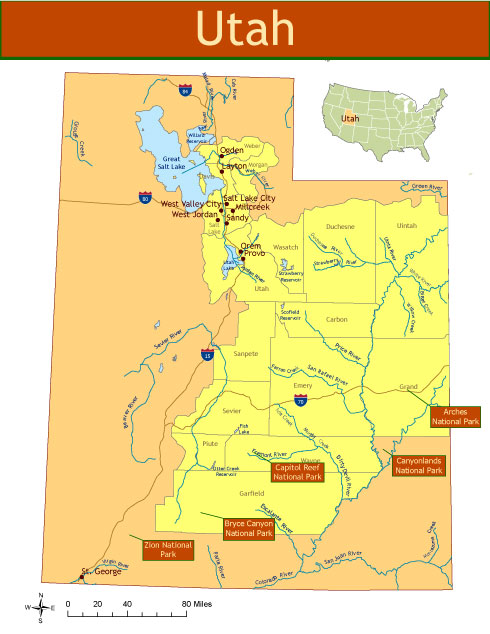 Utah
84
Bear River
Cub River
Grouse Creek
Willard
Reservoir
Weber
Ogden
Morgan
Layton
Great
Salt Lake
Davis
Utah
Green River
80
West Valley City
Salt Lake City
Millcreek
West Jordan
Sandy
Salt
Lake
Orem
Provo
Wasatch
Duchesne
Uintah
Duchesne River
Strawberry River
Uinta River
White River
Utah
Lake
Strawberry
Reservoir
Utah
Willow Creek
Scofield
Reservoir
Carbon
Sevier River
15
Price River
Sanpete
San Rafael River
Emery
Grand
70
Beaver River
Sevier
Arches
National Park
Fish
Lake
Muddy Creek
Piute
Fremont River
Wayne
Dirty Devil River
Capitol Reef
National Park
Canyonlands
National Park
Otter Creek
Reservoir
Garfield
Escalante River
Bryce Canyon
National Park
Zion National
Park
Virgin River
St. George
Paria River
Colorado River
San Juan River
Montezuma Creek
N
W
E
S
0 20 40 80 Miles